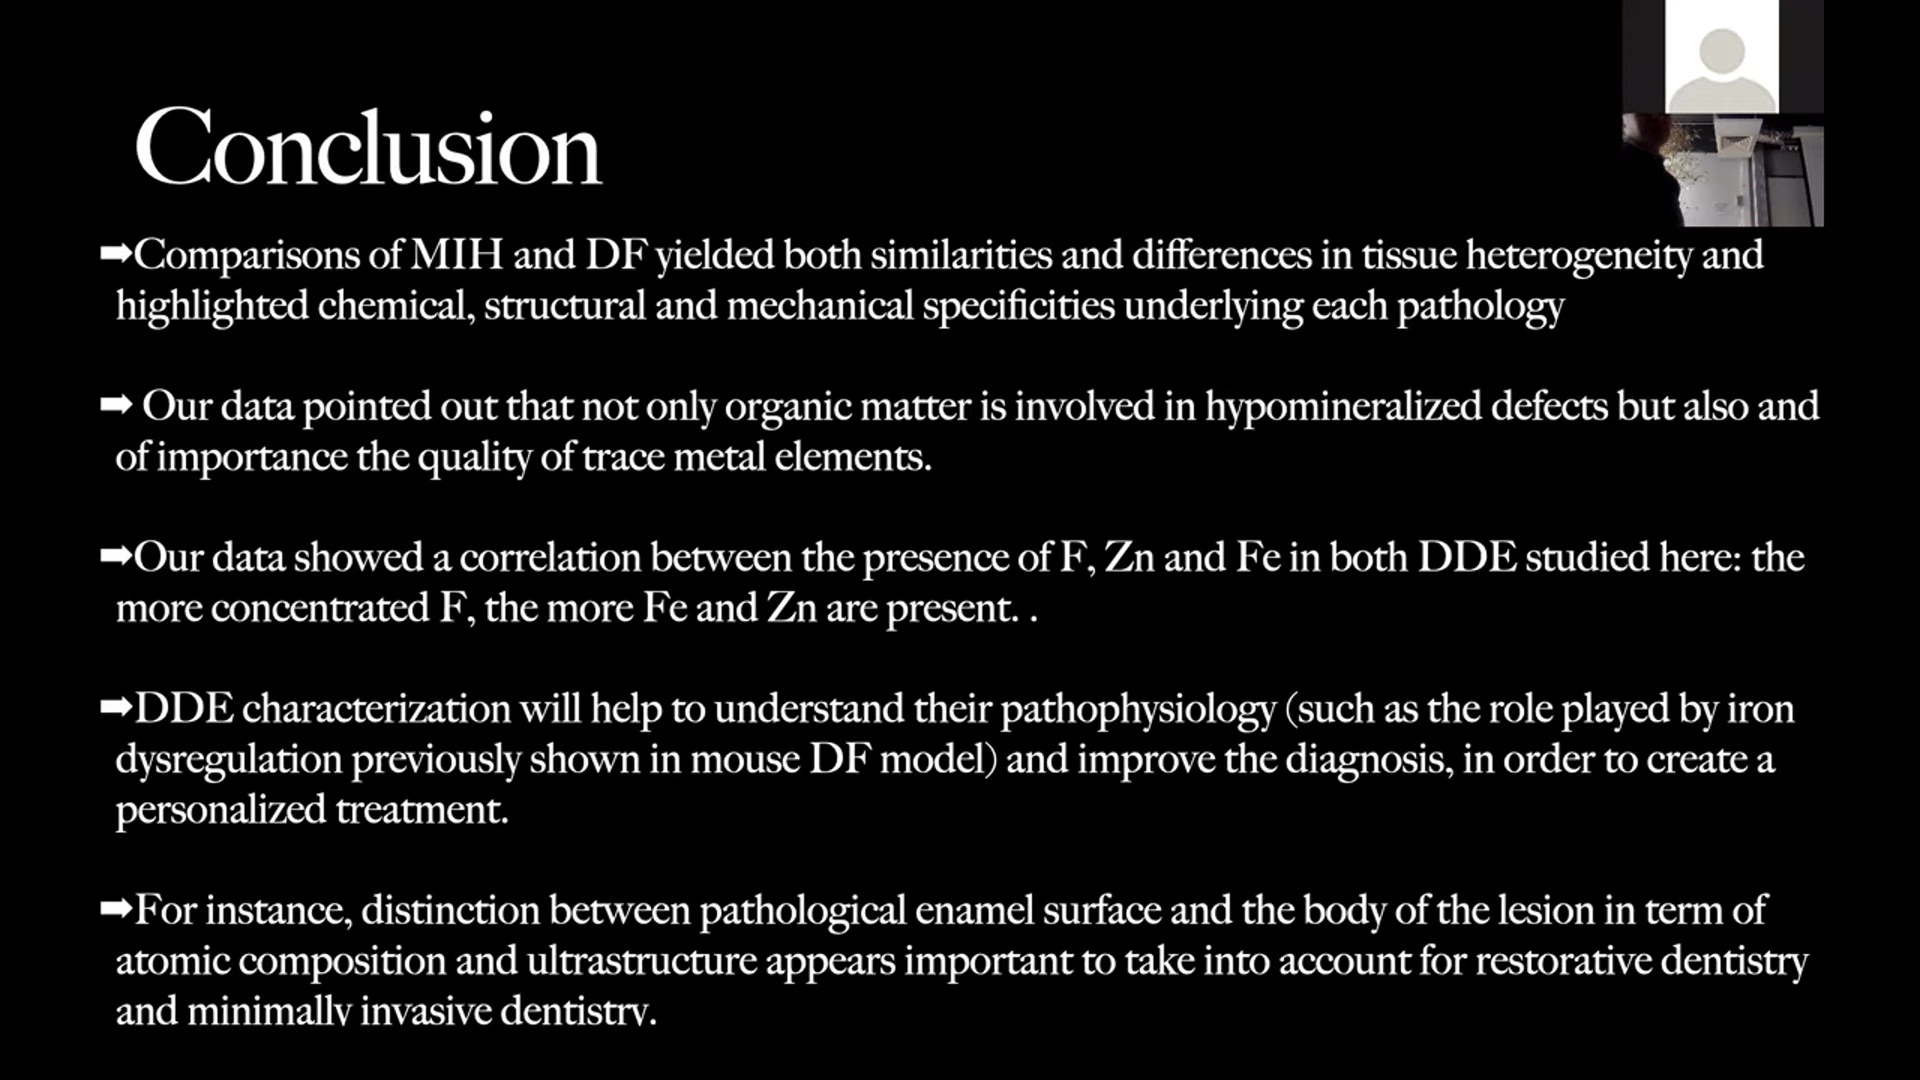 Conclusion
➡Comparisons of MIH and DF yielded both similarities and differences in tissue heterogeneity and
highlighted chemical, structural and mechanical specificities underlying each pathology
➡ Our data pointed out that not only organic matter is involved in hypomineralized defects but also and
of importance the quality of trace metal elements.
➡Our data showed a correlation between the presence of F, Zn and Fe in both DDE studied here: the
more concentrated F, the more Fe and Zn are present. .
➡DDE characterization will help to understand their pathophysiology (such as the role played by iron
dysregulation previously shown in mouse DF model) and improve the diagnosis, in order to create a
personalized treatment.
➡For instance, distinction between pathological enamel surface and the body of the lesion in term of
atomic composition and ultrastructure appears important to take into account for restorative dentistry
and minimally invasive dentistry.